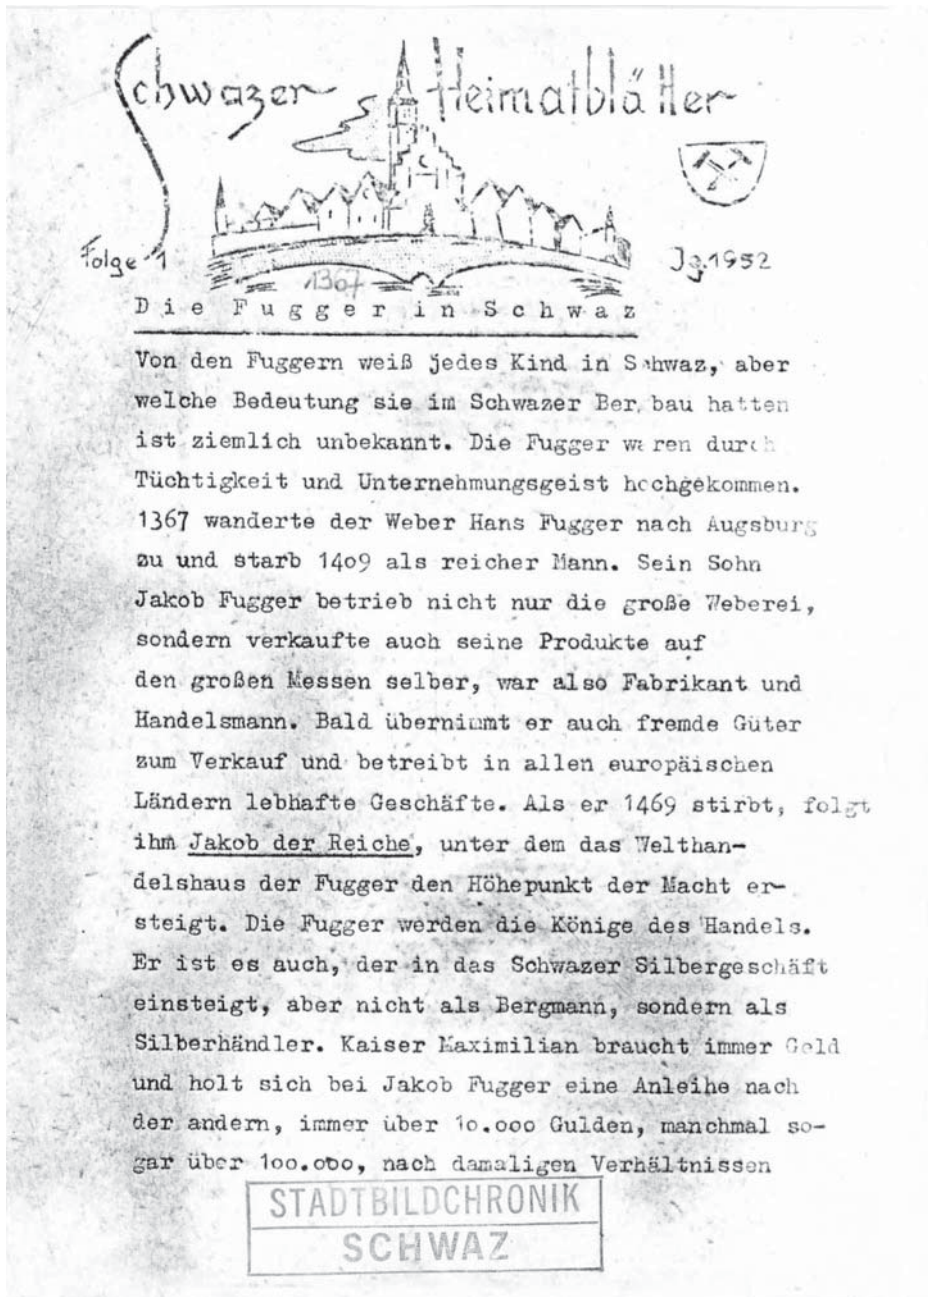 Schwazer Heimatblätter
Folge 1
Jg.1952
1367
Die Fugger in Schwaz
Von den Fuggern weiß jedes Kind in Schwaz, aber
welche Bedeutung sie im Schwazer Bergbau hatten
ist ziemlich unbekannt. Die Fugger waren durch
Tüchtigkeit und Unternehmungsgeist hochgekommen.
1367 wanderte der Weber Hans Fugger nach Augsburg
zu und starb 1409 als reicher Mann. Sein Sohn
Jakob Fugger betrieb nicht nur die große Weberei,
sondern verkaufte auch seine Produkte auf
den großen Messen selber, war also Fabrikant und
Handelsmann. Bald übernimmt er auch fremde Güter
zum Verkauf und betreibt in allen europäischen
Ländern lebhafte Geschäfte. Als er 1469 stirbt, folgt
ihm Jakob der Reiche, unter dem das Welthan-
delshaus der Fugger den Höhepunkt der Macht er-
steigt. Die Fugger werden die Könige des Handels.
Er ist es auch, der in das Schwazer Silbergeschäft
einsteigt, aber nicht als Bergmann, sondern als
Silberhändler. Kaiser Maximilian braucht immer Geld
und holt sich bei Jakob Fugger eine Anleihe nach
der andern, immer über 10.000 Gulden, manchmal so-
gar über 100.000, nach damaligen Verhältnissen
STADTBILDCHRONIK
SCHWAZ